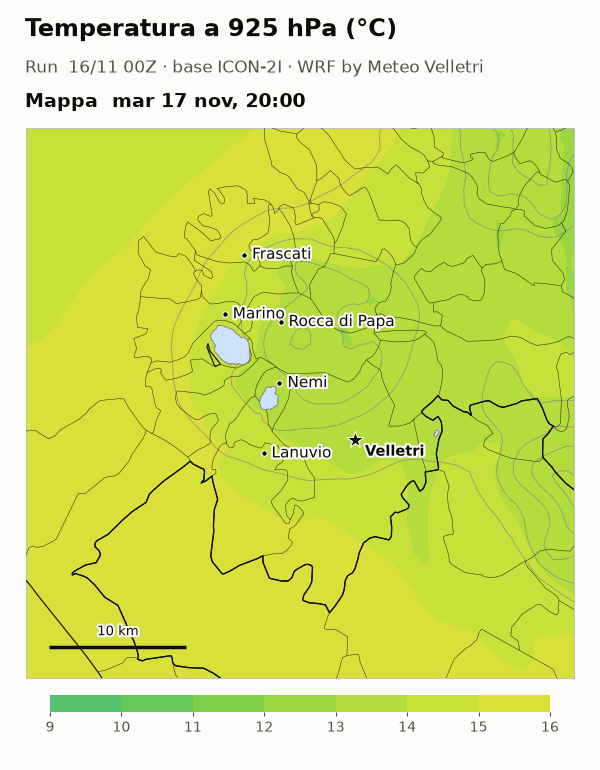 Temperatura a 925 hPa (°C)
Run  16/11 00Z · base ICON-2I · WRF by Meteo Velletri
Mappa  mar 17 nov, 20:00
Frascati
Marino
Rocca di Papa
Nemi
Velletri
Lanuvio
10 km
9 10 11 12 13 14 15 16